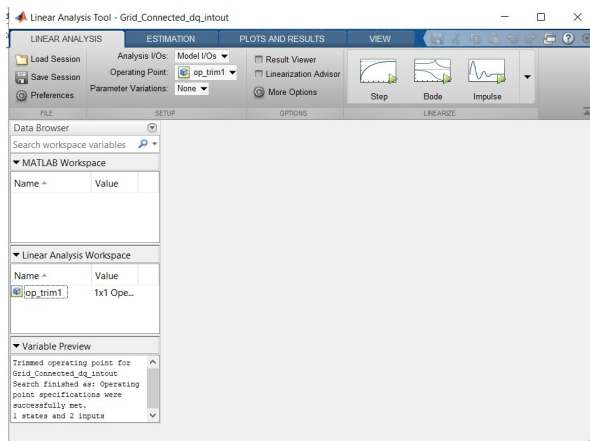 Linear Analysis Tool - Grid_Connected_dq_intout
LINEAR ANALYSIS ESTIMATION PLOTS AND RESULTS VIEW
Load Session
Save Session
Preferences
FILE
Analysis I/Os: Model I/Os
Operating Point: op_trim1
Parameter Variations: None
SETUP
Result Viewer
Linearization Advisor
More Options
OPTIONS
Step Bode Impulse
LINEARIZE
Data Browser
Search workspace variables
MATLAB Workspace
Name Value
Linear Analysis Workspace
Name Value
op_trim1 1x1 Ope...
Variable Preview
Trimmed operating point for
Grid_Connected_dq_intout
Search finished as: Operating
point specifications were
successfully met.
1 states and 2 inputs